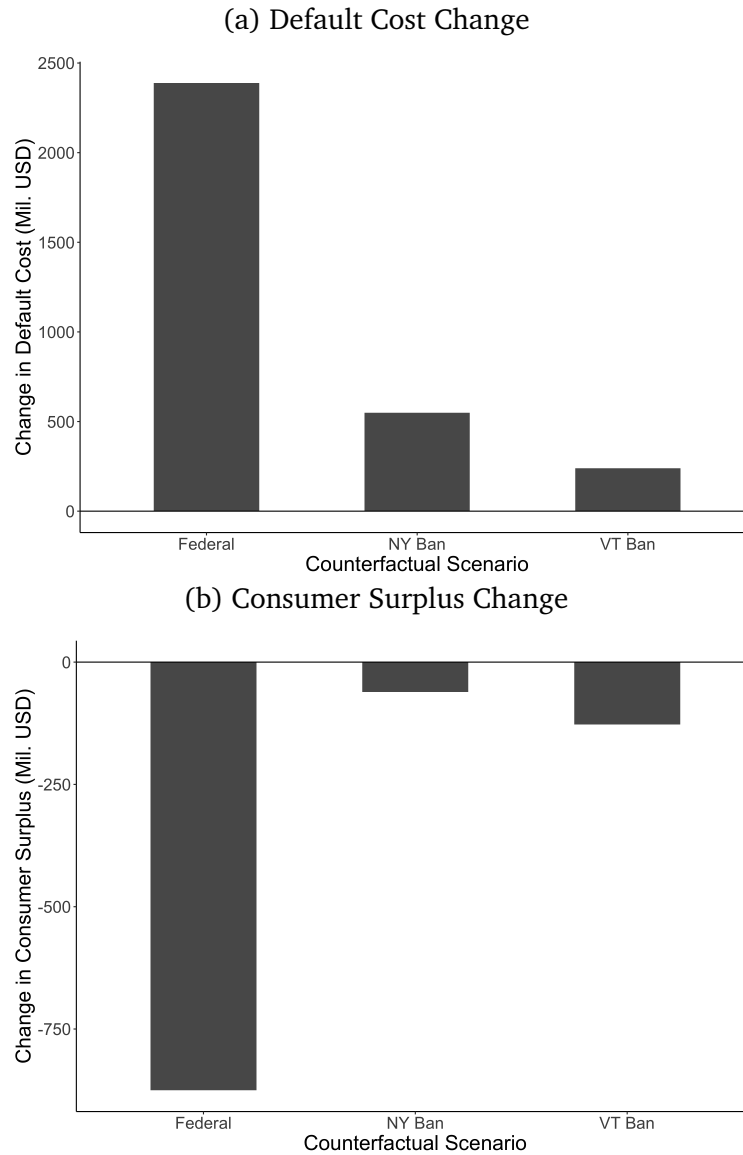 (a) Default Cost Change
Change in Default Cost (Mil. USD)
2500
2000
1500
1000
500
0
Federal NY Ban VT Ban
Counterfactual Scenario
(b) Consumer Surplus Change
Change in Consumer Surplus (Mil. USD)
0
-250
-500
-750
Federal NY Ban VT Ban
Counterfactual Scenario